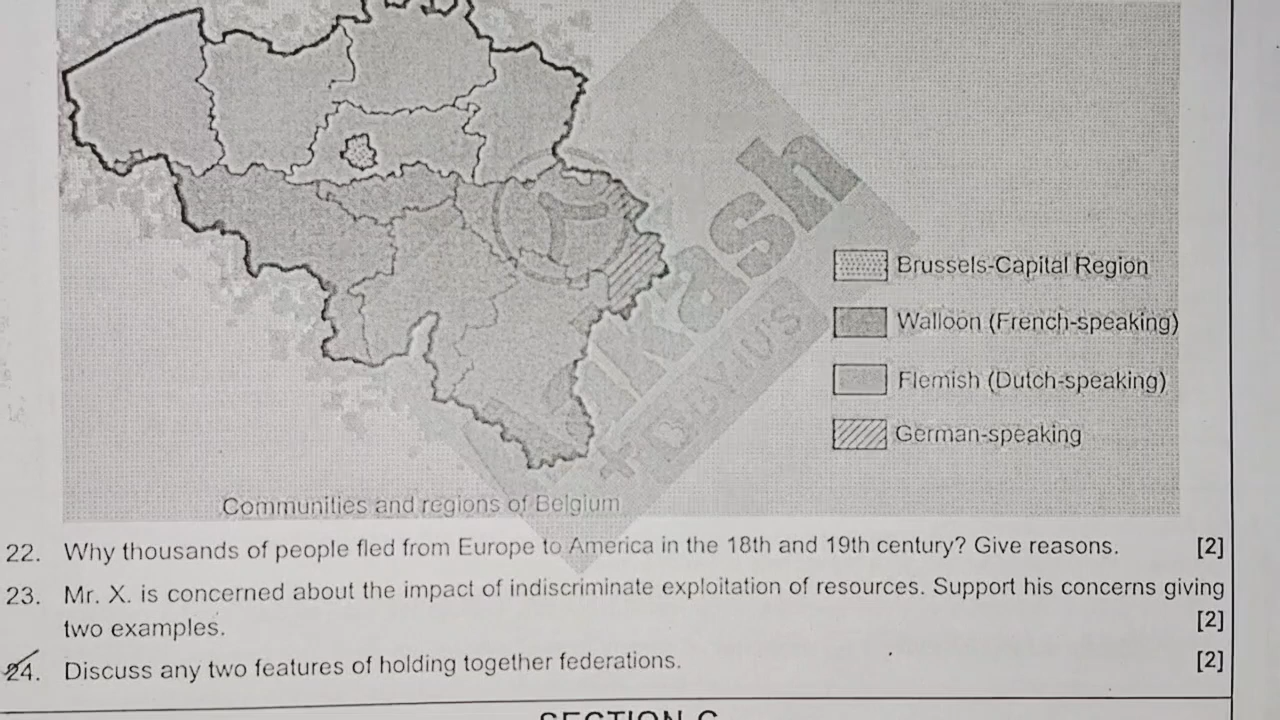 Brussels-Capital Region
Walloon (French-speaking)
Flemish (Dutch-speaking)
German-speaking
Communities and regions of Belgium
22. Why thousands of people fled from Europe to America in the 18th and 19th century? Give reasons. [2]
23. Mr. X. is concerned about the impact of indiscriminate exploitation of resources. Support his concerns giving
two examples. [2]
24. Discuss any two features of holding together federations. [2]